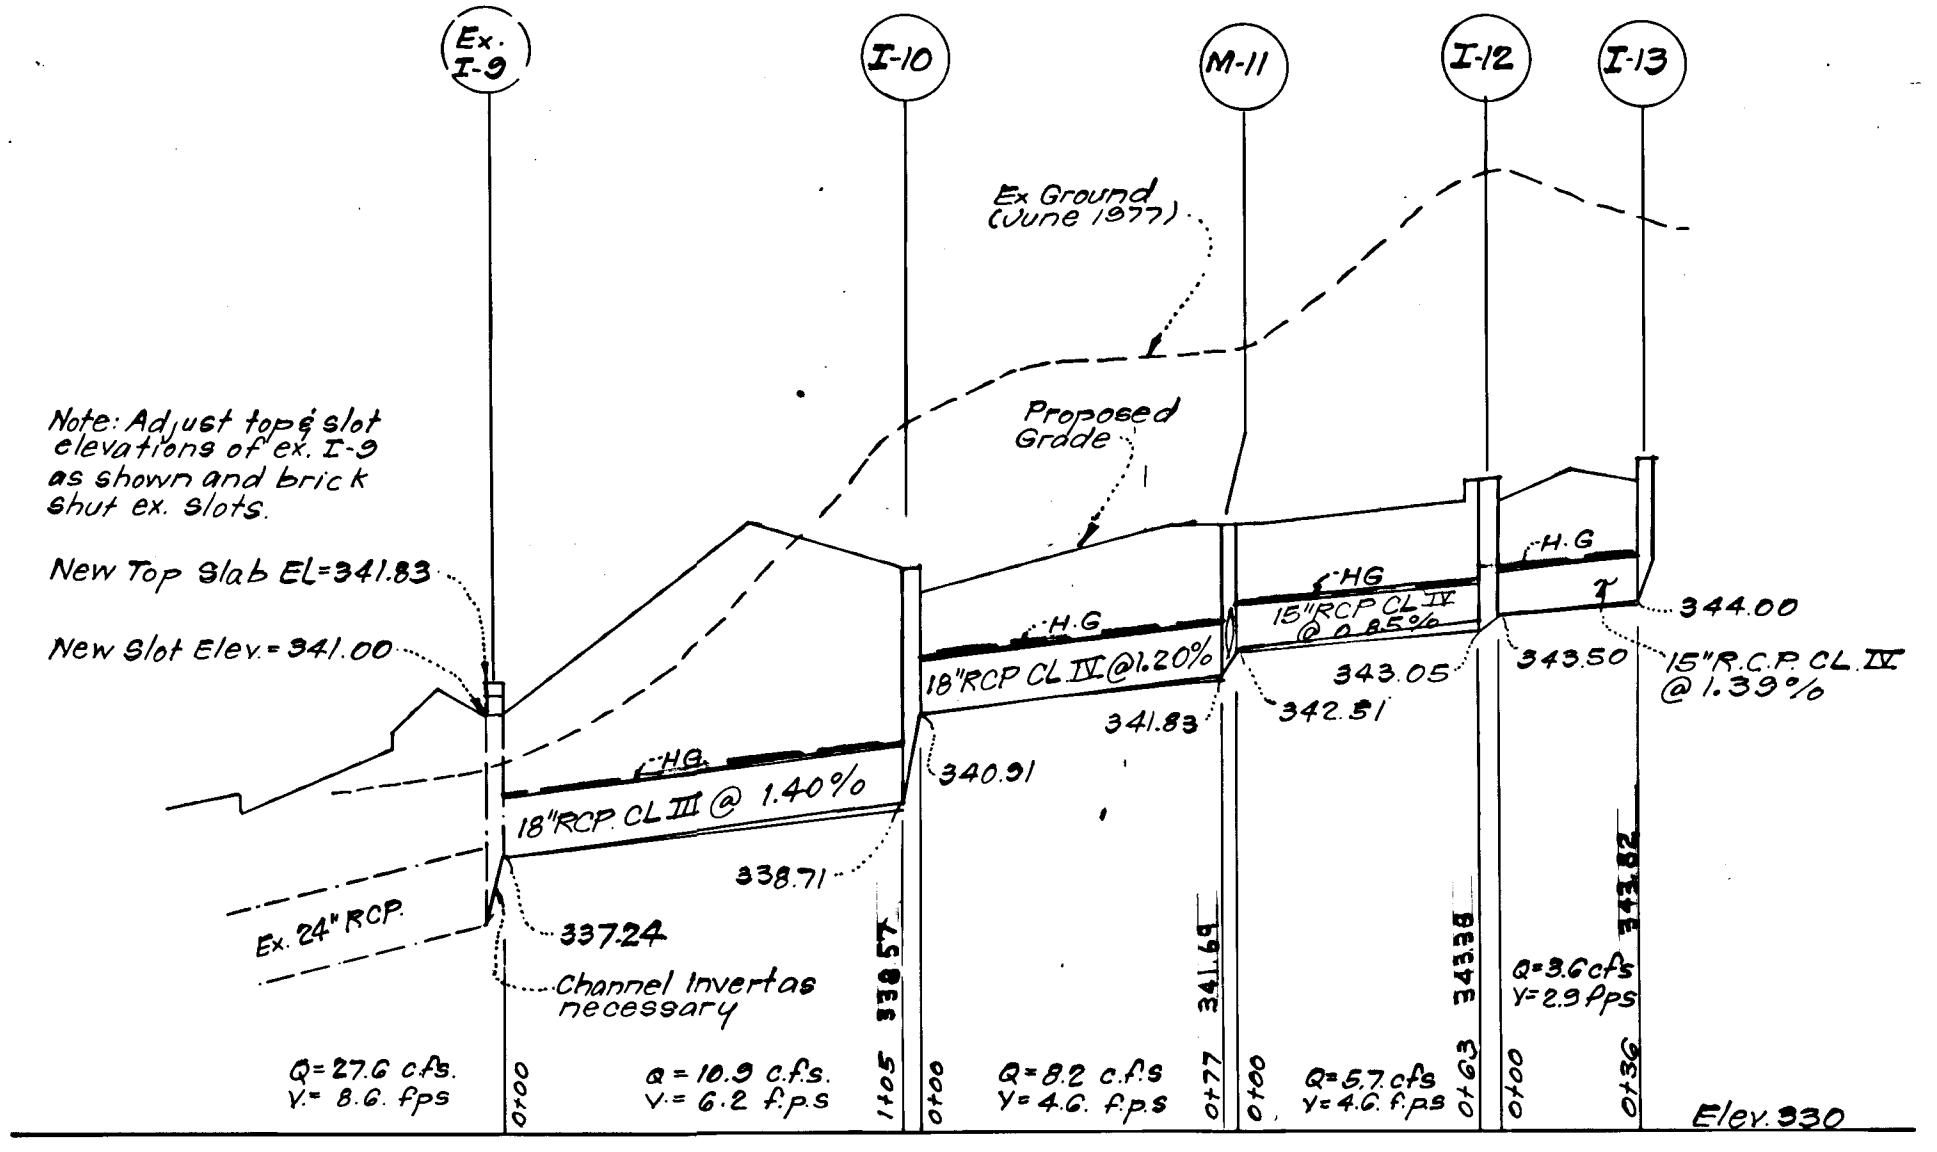 Ex.
I-9
I-10
M-11
I-12
I-13
Ex Ground
(June 1977)
Note: Adjust top & slot
elevations of ex. I-9
as shown and brick
shut ex. slots.
Proposed
Grade
New Top Slab EL=341.83
New Slot Elev.=341.00
H.G
HG
H.G
HG
15"RCP CL IV
@ 0.85%
18"RCP CL IV @1.20%
18"RCP. CL III @ 1.40%
344.00
343.50
343.05
15"R.C.P. CL. IV
@ 1.39%
341.83
342.51
340.91
338.71
337.24
Ex. 24" RCP.
Channel Invert as
necessary
338.57
341.69
343.38
343.82
Q=27.6 c.f.s.
V.= 8.6. fps
Q = 10.9 c.f.s.
V. = 6.2 f.p.s
Q=8.2 c.f.s
V= 4.6. f.p.s
Q=5.7. cfs
V= 4.6. f.p.s
Q=3.6 cfs
V=2.9 fps
0+00
1+05
0+00
0+77
0+00
0+63
0+00
0+36
Elev. 330